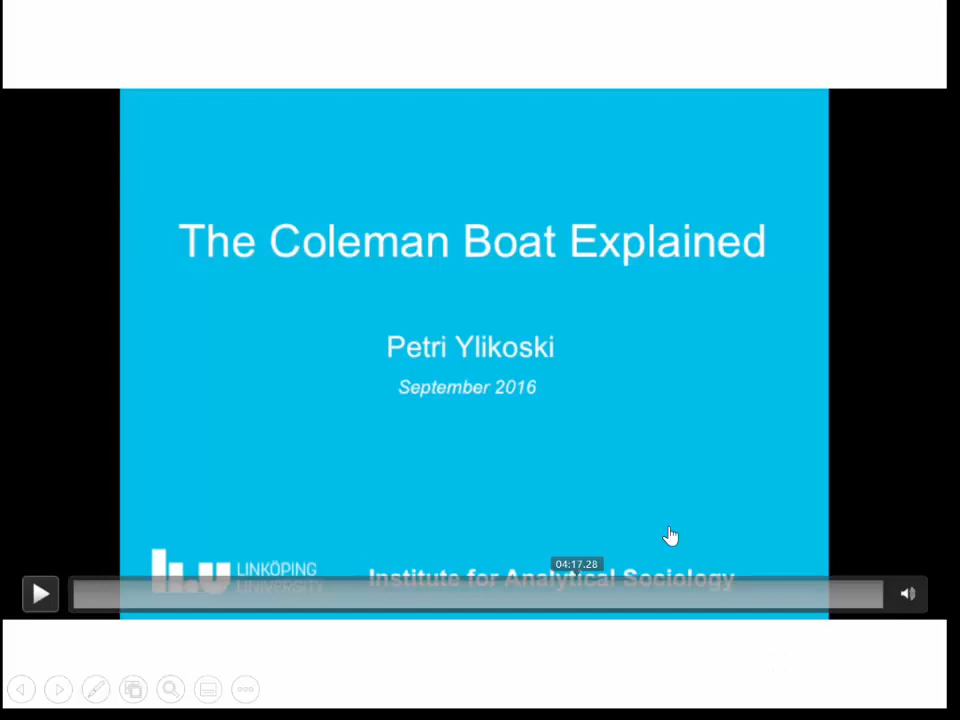 The Coleman Boat Explained
Petri Ylikoski
September 2016
04:17.28
LINKÖPING
UNIVERSITY
Institute for Analytical Sociology